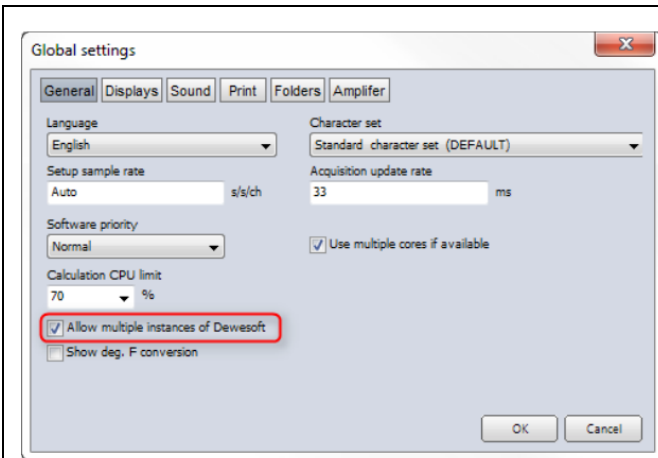 Global settings
General Displays Sound Print Folders Amplifer
Language
Character set
English
Standard character set (DEFAULT)
Setup sample rate
Acquisition update rate
Auto s/s/ch
33 ms
Software priority
Normal
Use multiple cores if available
Calculation CPU limit
70 %
Allow multiple instances of Dewesoft
Show deg. F conversion
OK Cancel